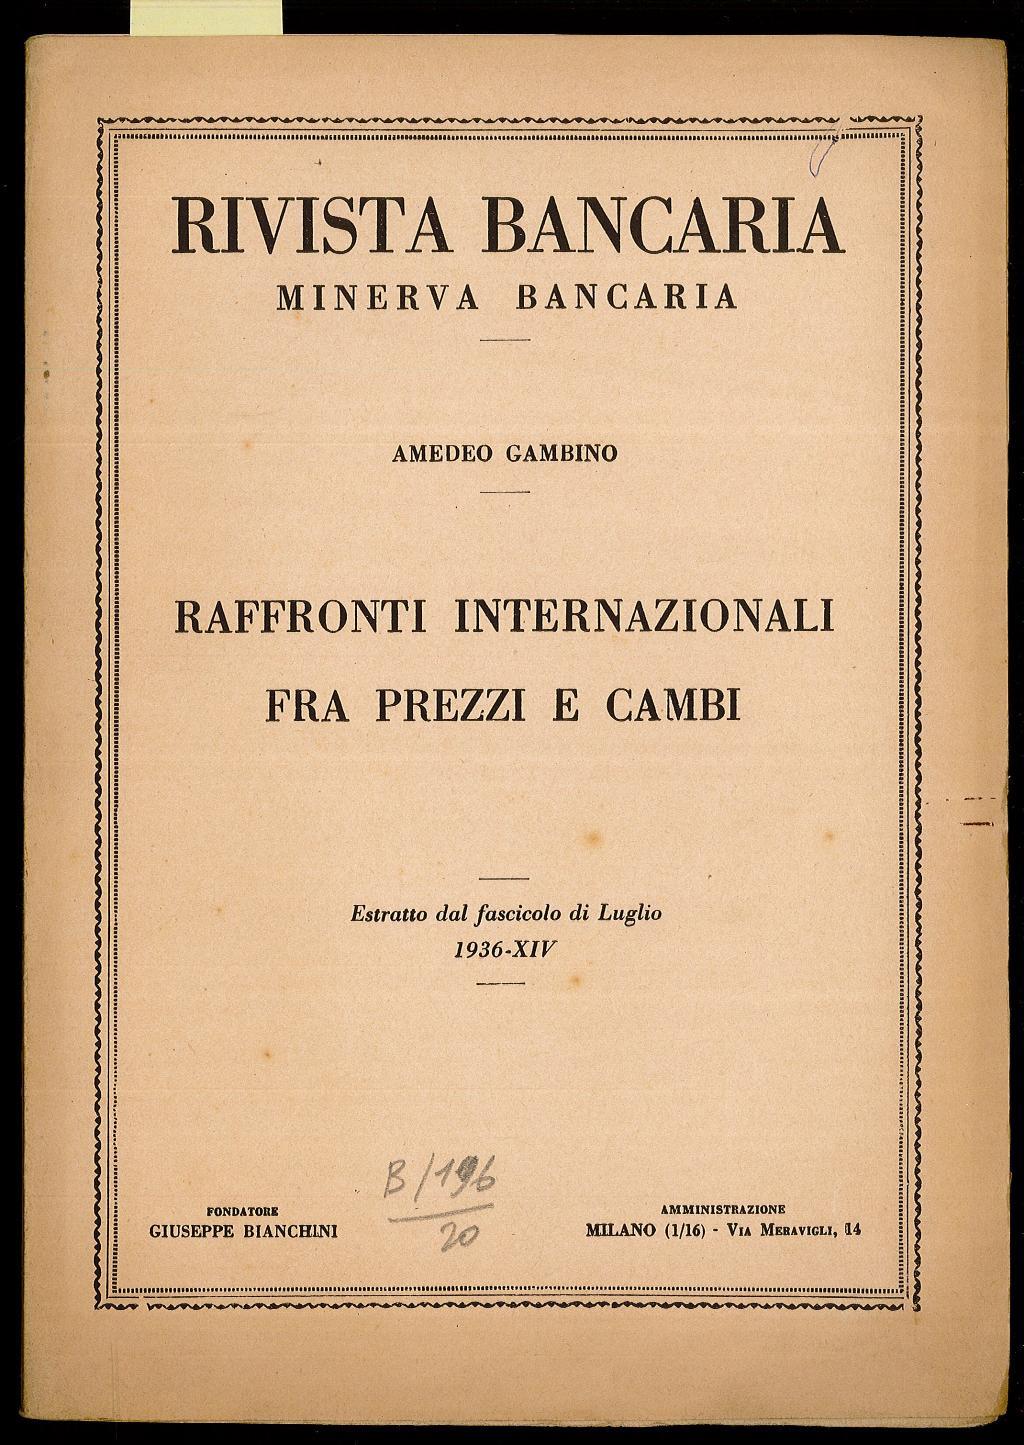 RIVISTA BANCARIA
MINERVA BANCARIA
AMEDEO GAMBINO
RAFFRONTI INTERNAZIONALI
FRA PREZZI E CAMBI
Estratto dal fascicolo di Luglio
1936-XIV
B/196
20
FONDATORE
GIUSEPPE BIANCHINI
AMMINISTRAZIONE
MILANO (1/16) - VIA MERAVIGLI, 14